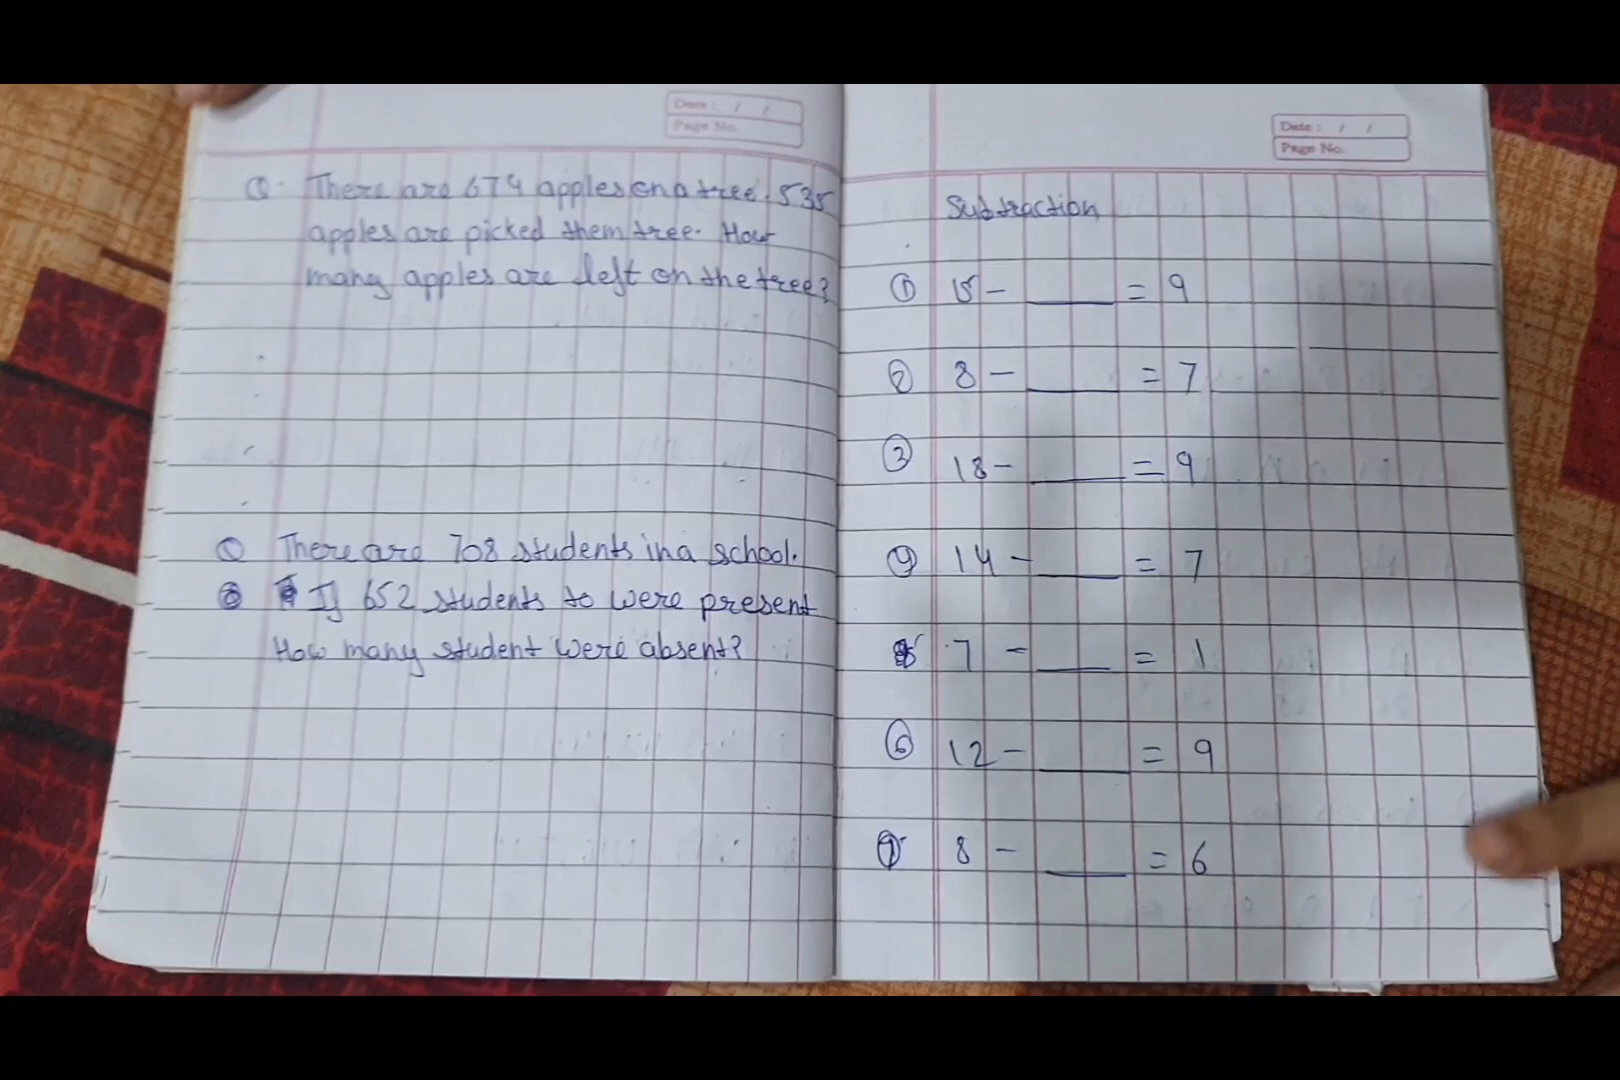 Date : / /
Page No.
Q. There are 674 apples on a tree. 535
apples are picked them tree. How
many apples are left on the tree?
Q There are 708 students in a school.
If 652 students to were present
How many student were absent?
Date : / /
Page No.
Subtraction
① 15 - ____ = 9
② 8 - ____ = 7
③ 18 - ____ = 9
④ 14 - ____ = 7
5 7 - ____ = 1
⑥ 12 - ____ = 9
⑦ 8 - ____ = 6